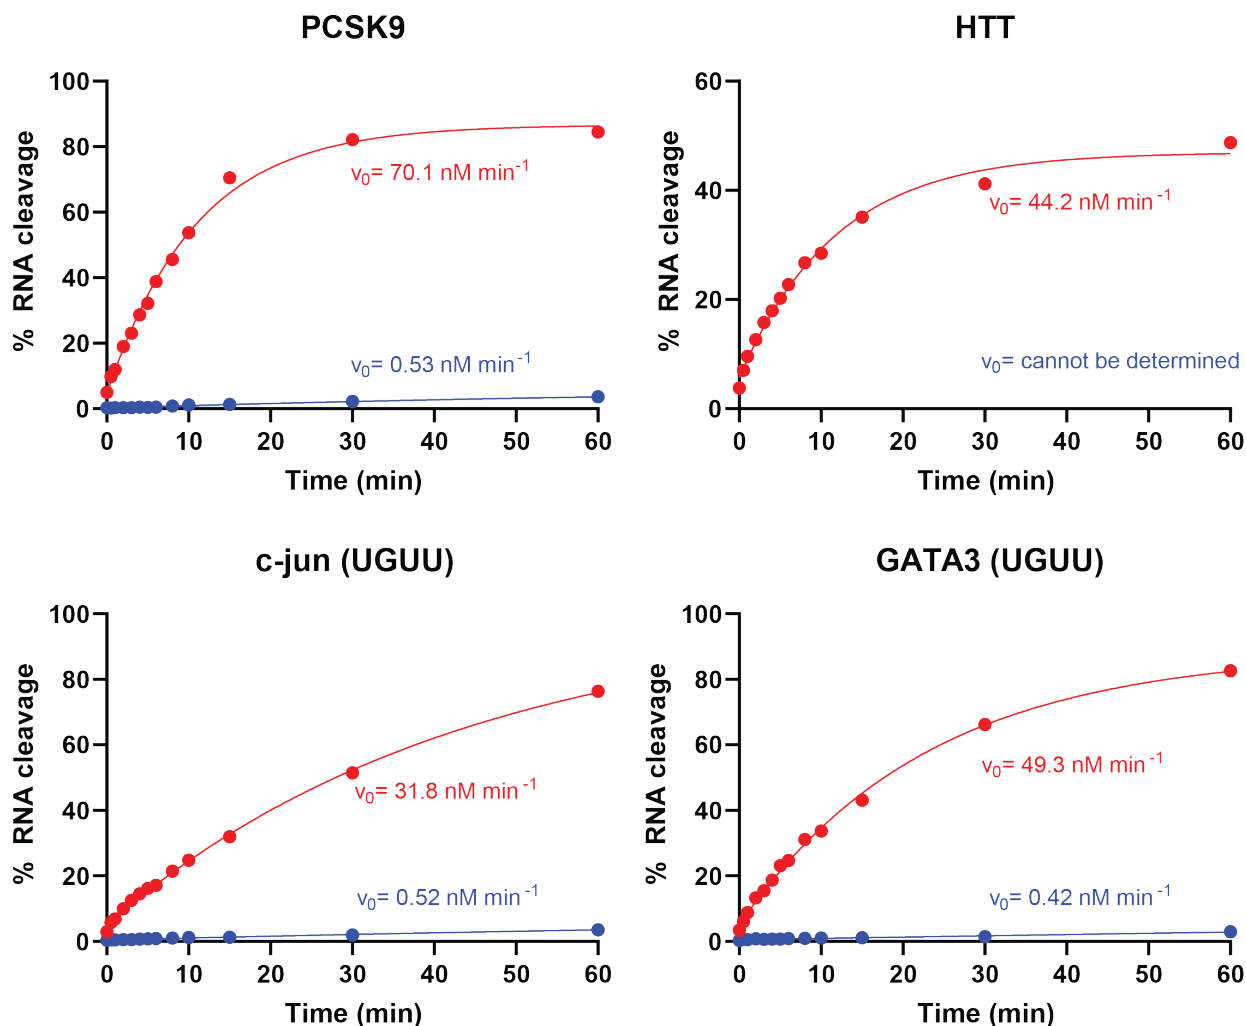 PCSK9
100
80
60
40
20
0
% RNA cleavage
v0= 70.1 nM min-1
v0= 0.53 nM min-1
0 10 20 30 40 50 60
Time (min)
HTT
60
40
20
0
% RNA cleavage
v0= 44.2 nM min-1
v0= cannot be determined
0 10 20 30 40 50 60
Time (min)
c-jun (UGUU)
100
80
60
40
20
0
% RNA cleavage
v0= 31.8 nM min-1
v0= 0.52 nM min-1
0 10 20 30 40 50 60
Time (min)
GATA3 (UGUU)
100
80
60
40
20
0
% RNA cleavage
v0= 49.3 nM min-1
v0= 0.42 nM min-1
0 10 20 30 40 50 60
Time (min)